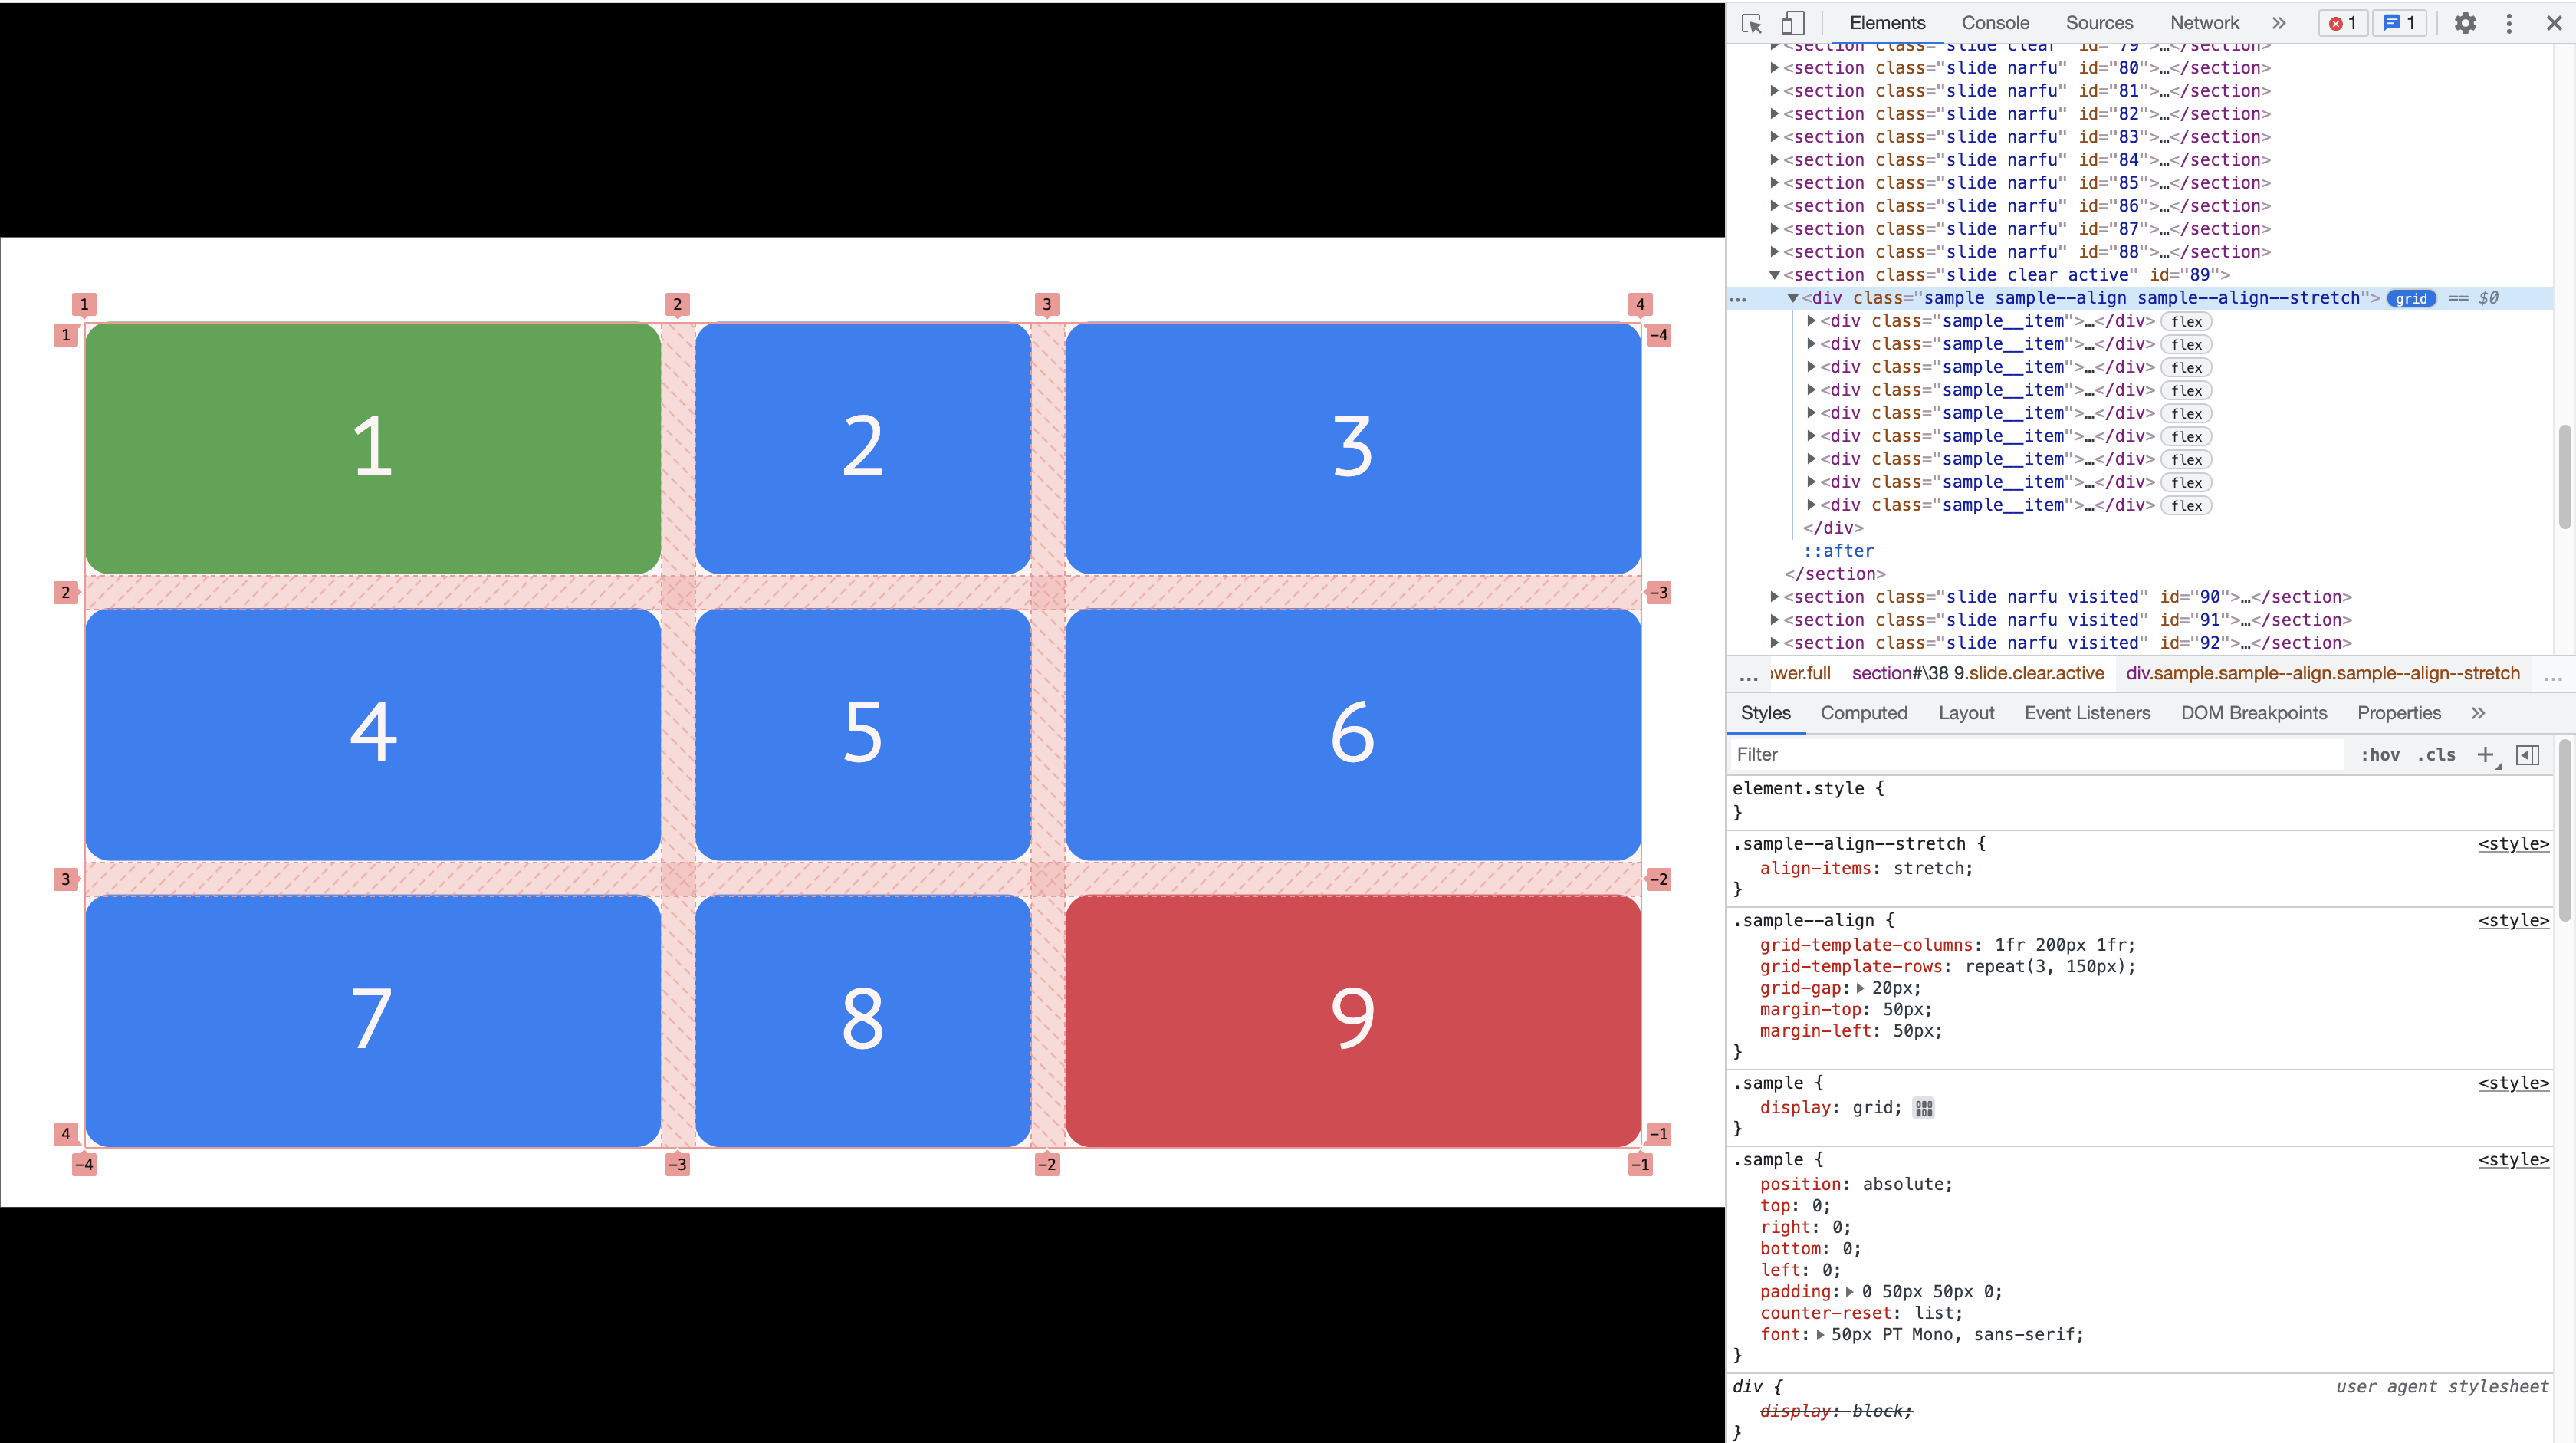 1 2 3 4
1 -4
1 2 3
2 -3
4 5 6
3 -2
7 8 9
4 -1
-4 -3 -2 -1
Elements Console Sources Network » 1 1
<section class="slide clear" id="79">…</section>
<section class="slide narfu" id="80">…</section>
<section class="slide narfu" id="81">…</section>
<section class="slide narfu" id="82">…</section>
<section class="slide narfu" id="83">…</section>
<section class="slide narfu" id="84">…</section>
<section class="slide narfu" id="85">…</section>
<section class="slide narfu" id="86">…</section>
<section class="slide narfu" id="87">…</section>
<section class="slide narfu" id="88">…</section>
<section class="slide clear active" id="89">
… <div class="sample sample--align sample--align--stretch"> grid == $0
<div class="sample__item">…</div> flex
<div class="sample__item">…</div> flex
<div class="sample__item">…</div> flex
<div class="sample__item">…</div> flex
<div class="sample__item">…</div> flex
<div class="sample__item">…</div> flex
<div class="sample__item">…</div> flex
<div class="sample__item">…</div> flex
<div class="sample__item">…</div> flex
</div>
::after
</section>
<section class="slide narfu visited" id="90">…</section>
<section class="slide narfu visited" id="91">…</section>
<section class="slide narfu visited" id="92">…</section>
… ower.full section#\38 9.slide.clear.active div.sample.sample--align.sample--align--stretch …
Styles Computed Layout Event Listeners DOM Breakpoints Properties »
Filter :hov .cls +
element.style {
}
.sample--align--stretch { <style>
align-items: stretch;
}
.sample--align { <style>
grid-template-columns: 1fr 200px 1fr;
grid-template-rows: repeat(3, 150px);
grid-gap: 20px;
margin-top: 50px;
margin-left: 50px;
}
.sample { <style>
display: grid;
}
.sample { <style>
position: absolute;
top: 0;
right: 0;
bottom: 0;
left: 0;
padding: 0 50px 50px 0;
counter-reset: list;
font: 50px PT Mono, sans-serif;
}
div { user agent stylesheet
display: block;
}